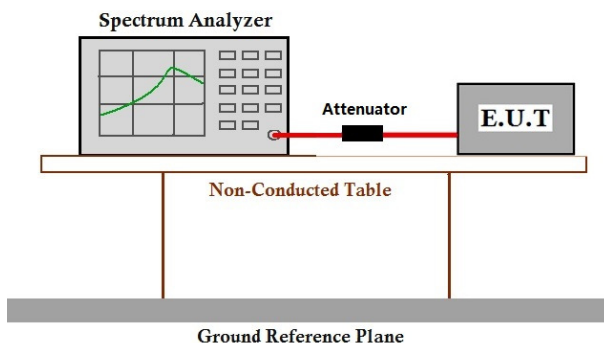 Spectrum Analyzer
Attenuator
E.U.T
Non-Conducted Table
Ground Reference Plane